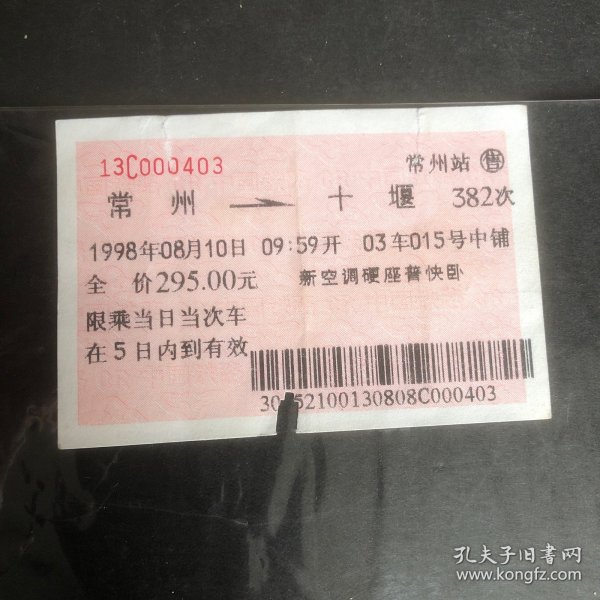 13C000403 常州站 ㊝售
常州 → 十堰 382次
1998年08月10日 09:59开 03车015号中铺
全 价295.00元 新空调硬座普快卧
限乘当日当次车
在5日内到有效
52100130808C000403
孔夫子旧书网
www.kongfz.com